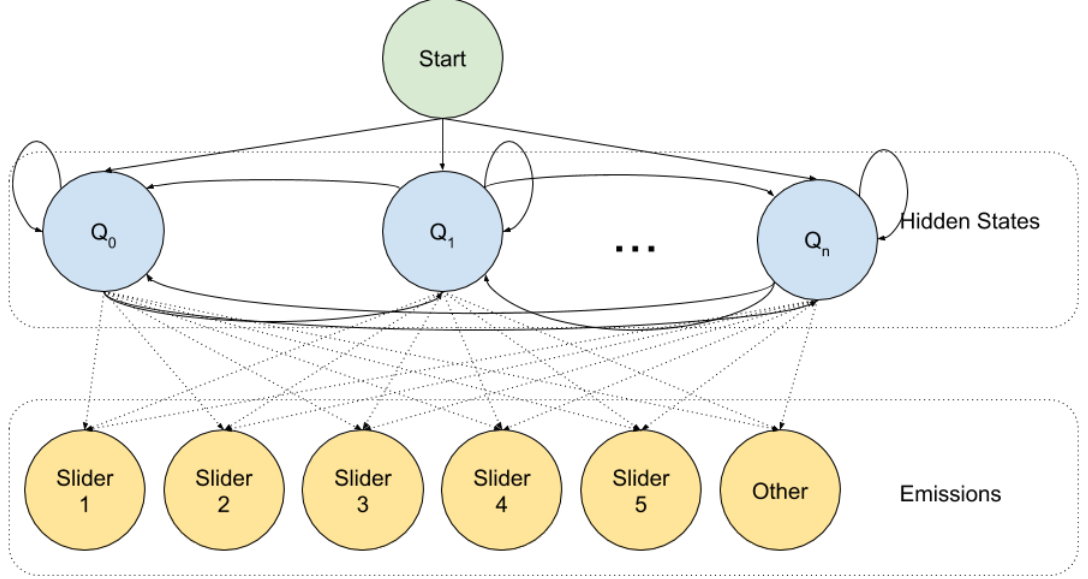 Start
Q0
Q1
...
Qn
Hidden States
Slider
1
Slider
2
Slider
3
Slider
4
Slider
5
Other
Emissions